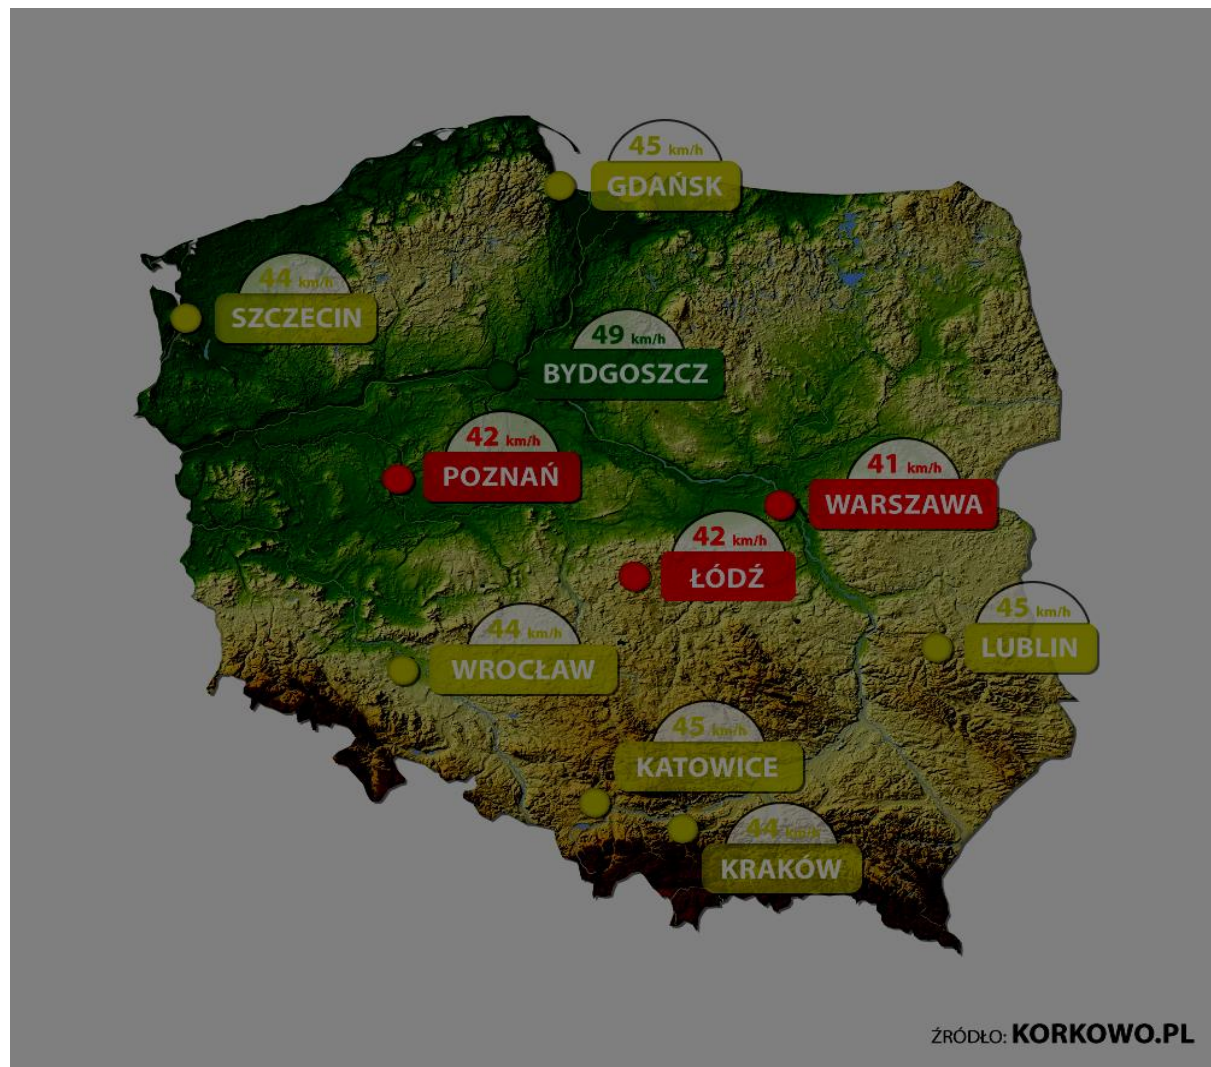 45 km/h
GDAŃSK
44 km/h
SZCZECIN
49 km/h
BYDGOSZCZ
42 km/h
POZNAŃ
41 km/h
WARSZAWA
42 km/h
ŁÓDŹ
45 km/h
LUBLIN
44 km/h
WROCŁAW
45 km/h
KATOWICE
44 km/h
KRAKÓW
ŹRÓDŁO: KORKOWO.PL